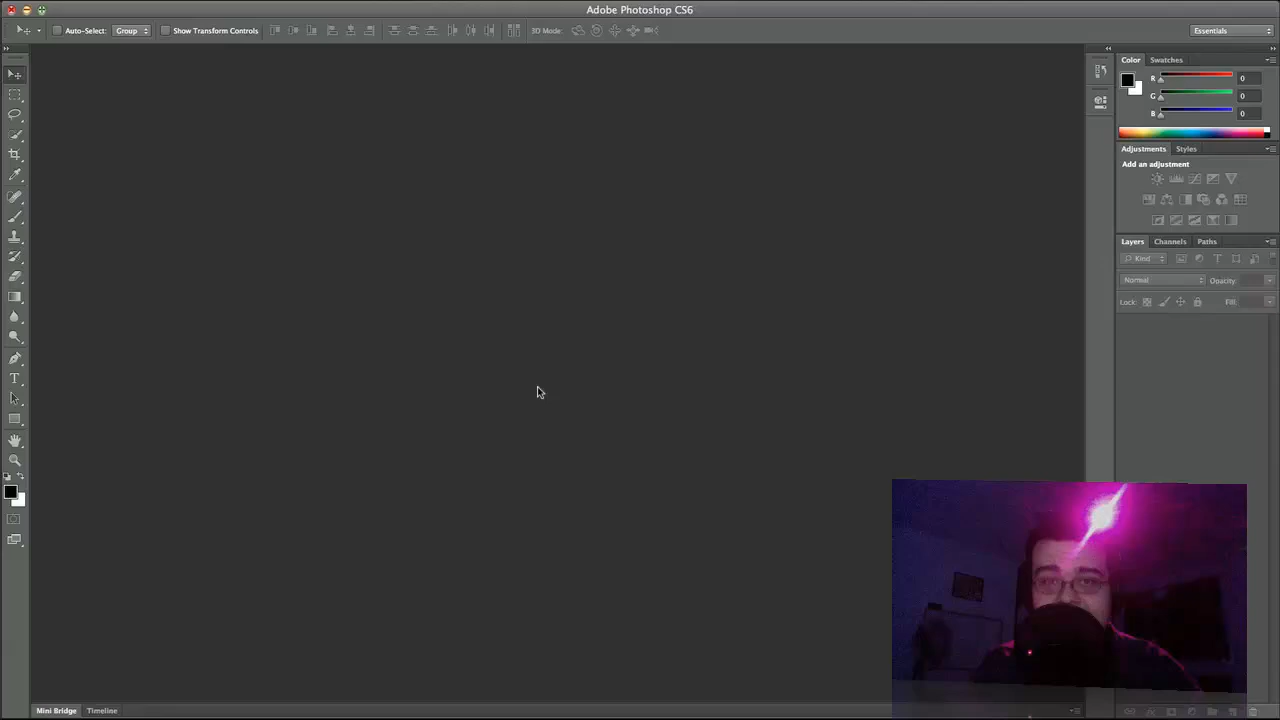 Adobe Photoshop CS6
Auto-Select: Group Show Transform Controls 3D Mode: Essentials
Color Swatches
R 0
G 0
B 0
Adjustments Styles
Add an adjustment
Layers Channels Paths
Kind
Normal Opacity:
Lock: Fill:
Mini Bridge Timeline